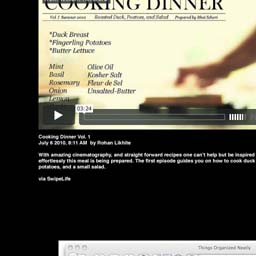 COOKING DINNER
Vol 1 Summer 2010 Roasted Duck, Potatoes, and Salad Prepared by
*Duck Breast
*Fingerling Potatoes
*Butter Lettuce
Mint Olive Oil
Basil Kosher Salt
Rosemary Fleur de Sel
Onion Unsalted-Butter
Lemon
03:24
Cooking Dinner Vol. 1
July 6 2010, 8:11 AM by Rohan Likhite
With amazing cinematography, and straight forward recipes one can't help but be inspired
effortlessly this meal is being prepared. The first episode guides you on how to cook duck
potatoes, and a small salad.
via SwipeLife
Things Organized Neatly